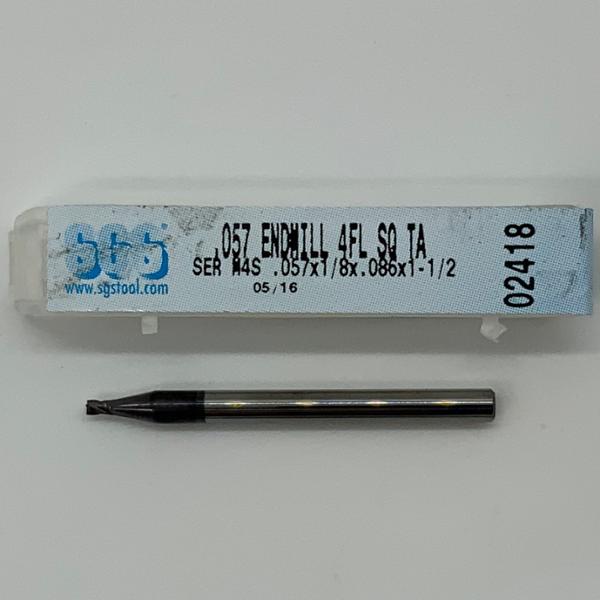 SGS
www.sgstool.com
.057 ENDMILL 4FL SQ TA
SER M4S .057x1/8x.086x1-1/2
05/16
02418